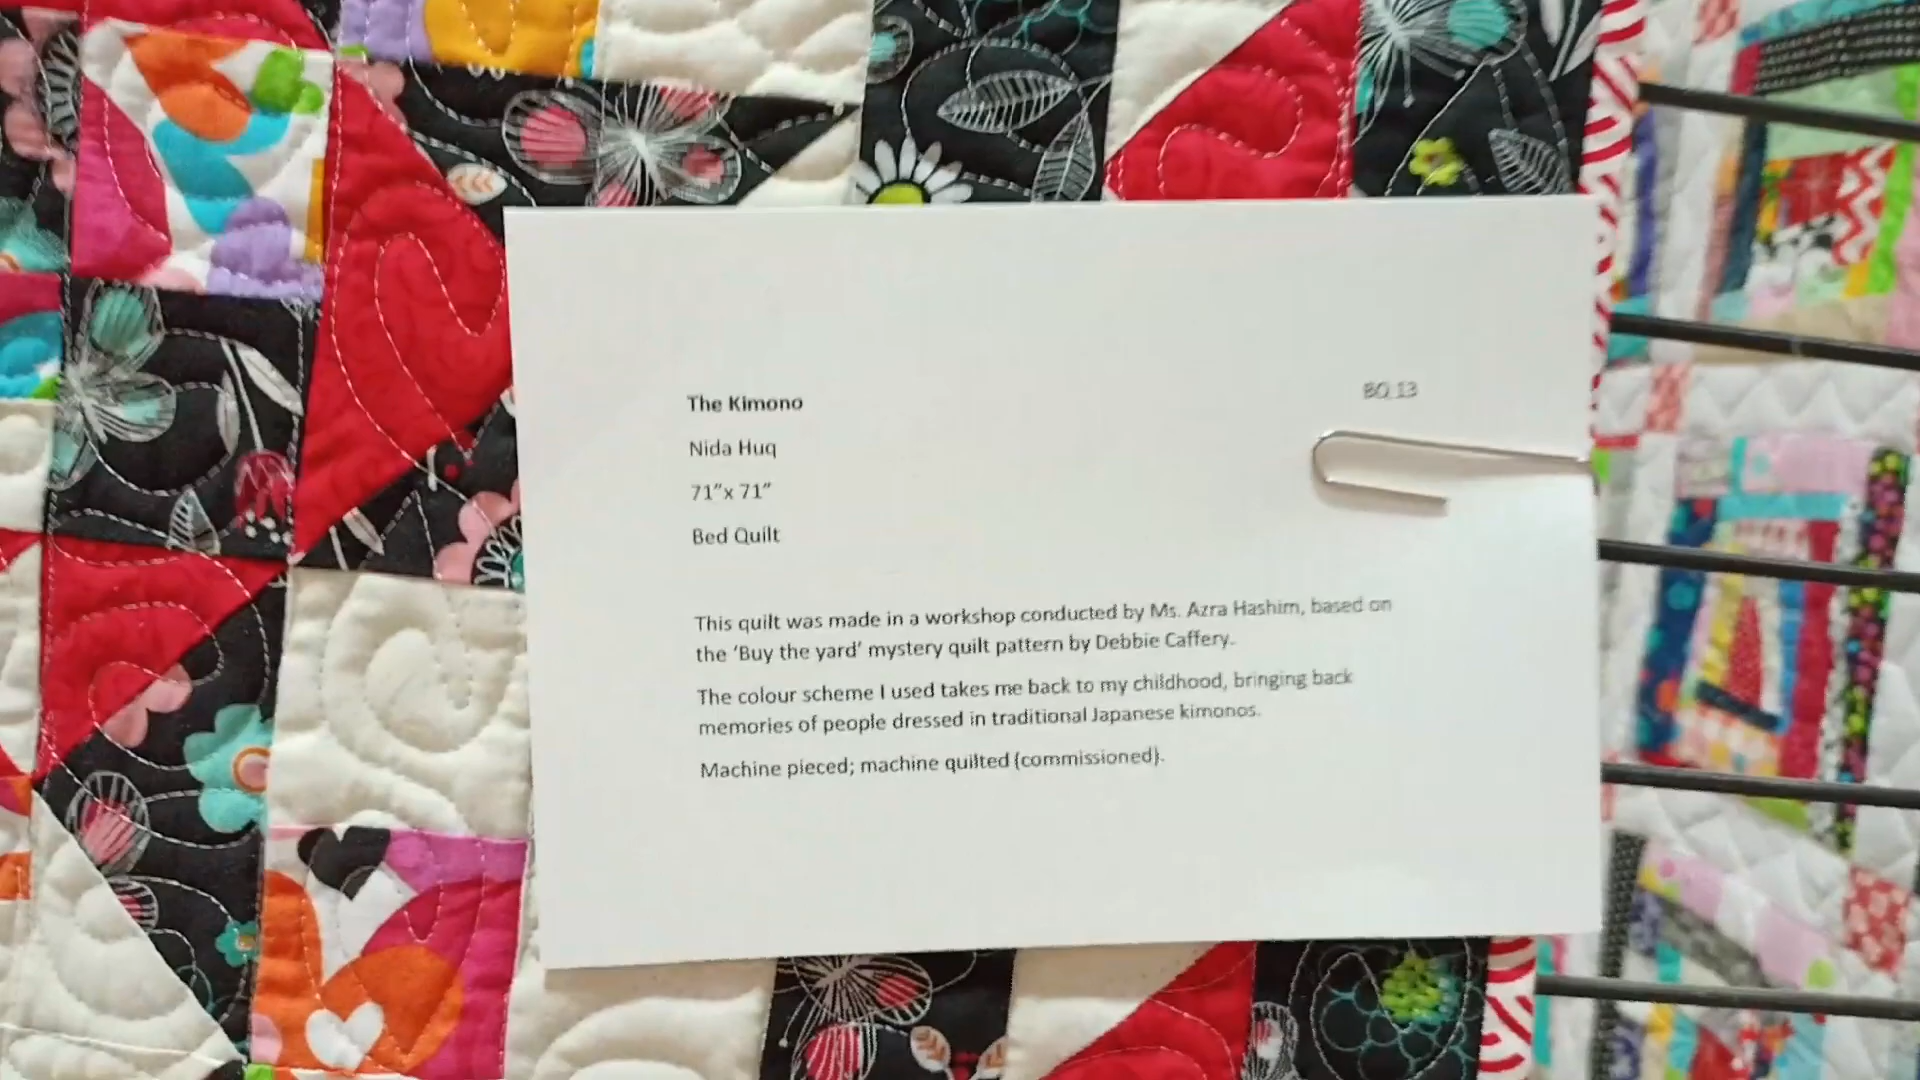 The Kimono
BQ 13
Nida Huq
71”x 71”
Bed Quilt
This quilt was made in a workshop conducted by Ms. Azra Hashim, based on
the ‘Buy the yard’ mystery quilt pattern by Debbie Caffery.
The colour scheme I used takes me back to my childhood, bringing back
memories of people dressed in traditional Japanese kimonos.
Machine pieced; machine quilted (commissioned).